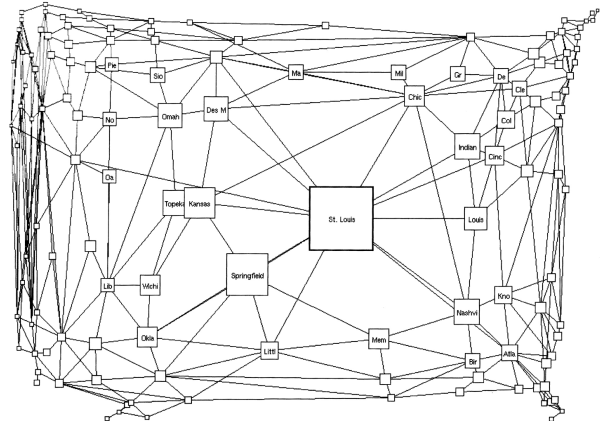 Pie
Sio
Ma
Mil
Gr
De
Cle
Chic
No
Omah
Des M
Col
Indian
Cinc
Oa
Topeka
Kansas
St. Louis
Louis
Springfield
Lib
Wichi
Kno
Nashvi
Okla
Littl
Mem
Bir
Atla